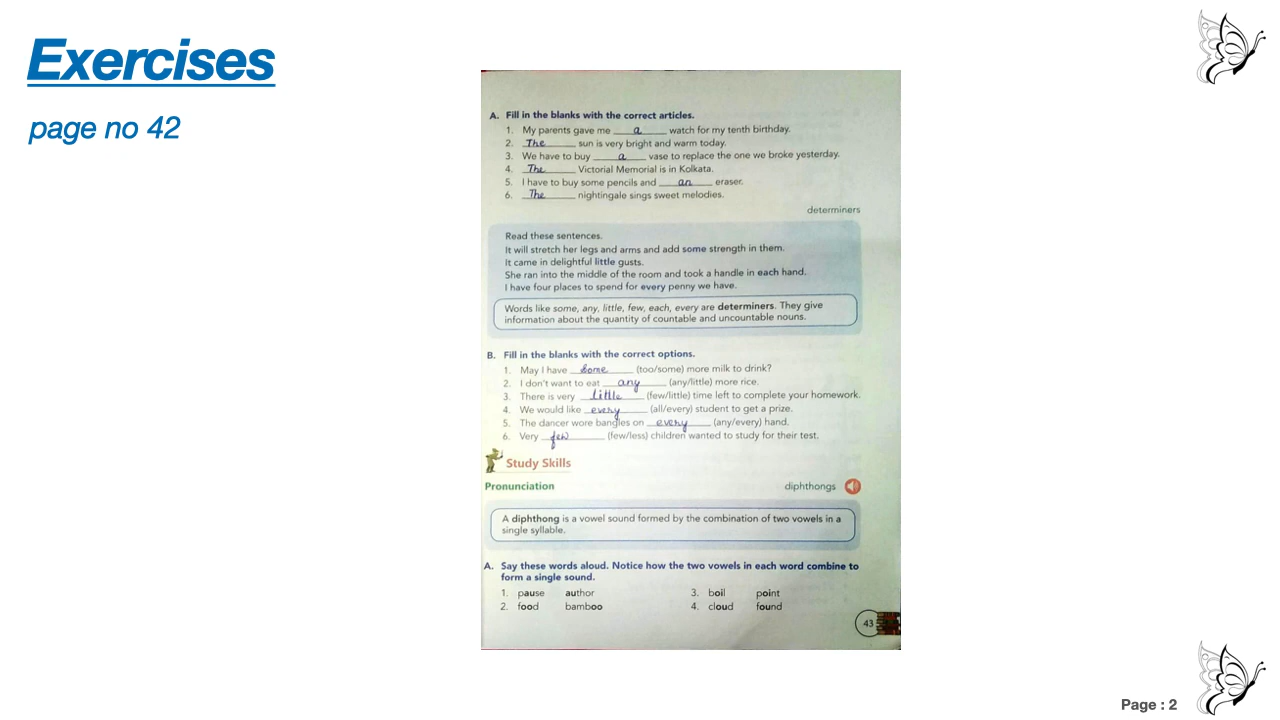 Exercises
page no 42
A. Fill in the blanks with the correct articles.
1. My parents gave me a watch for my tenth birthday.
2. The sun is very bright and warm today.
3. We have to buy a vase to replace the one we broke yesterday.
4. The Victorial Memorial is in Kolkata.
5. I have to buy some pencils and an eraser.
6. The nightingale sings sweet melodies.
determiners
Read these sentences.
It will stretch her legs and arms and add some strength in them.
It came in delightful little gusts.
She ran into the middle of the room and took a handle in each hand.
I have four places to spend for every penny we have.
Words like some, any, little, few, each, every are determiners. They give
information about the quantity of countable and uncountable nouns.
B. Fill in the blanks with the correct options.
1. May I have some (too/some) more milk to drink?
2. I don't want to eat any (any/little) more rice.
3. There is very little (few/little) time left to complete your homework.
4. We would like every (all/every) student to get a prize.
5. The dancer wore bangles on every (any/every) hand.
6. Very few (few/less) children wanted to study for their test.
Study Skills
Pronunciation diphthongs
A diphthong is a vowel sound formed by the combination of two vowels in a
single syllable.
A. Say these words aloud. Notice how the two vowels in each word combine to
form a single sound.
1. pause author 3. boil point
2. food bamboo 4. cloud found
43
Page : 2